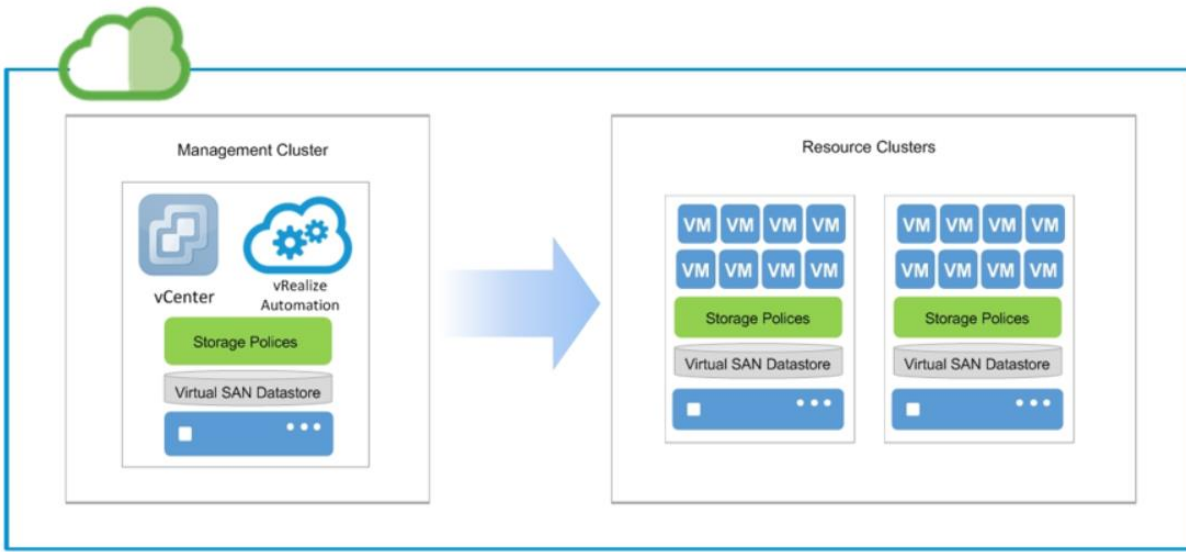 Management Cluster
vCenter
vRealize
Automation
Storage Polices
Virtual SAN Datastore
Resource Clusters
VM VM VM VM
VM VM VM VM
Storage Polices
Virtual SAN Datastore
VM VM VM VM
VM VM VM VM
Storage Polices
Virtual SAN Datastore